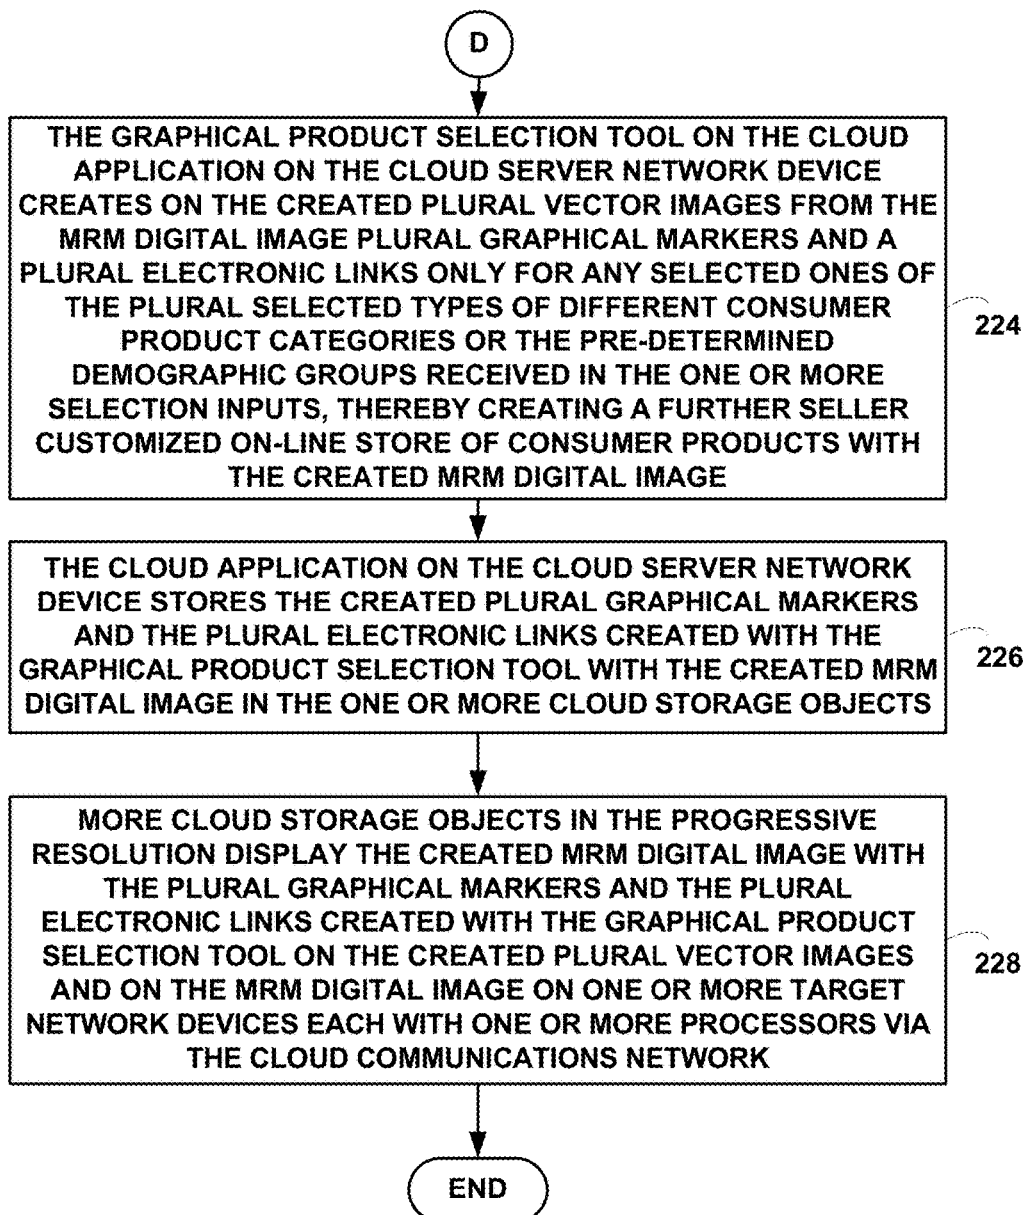 D
THE GRAPHICAL PRODUCT SELECTION TOOL ON THE CLOUD
APPLICATION ON THE CLOUD SERVER NETWORK DEVICE
CREATES ON THE CREATED PLURAL VECTOR IMAGES FROM THE
MRM DIGITAL IMAGE PLURAL GRAPHICAL MARKERS AND A
PLURAL ELECTRONIC LINKS ONLY FOR ANY SELECTED ONES OF
THE PLURAL SELECTED TYPES OF DIFFERENT CONSUMER
PRODUCT CATEGORIES OR THE PRE-DETERMINED
DEMOGRAPHIC GROUPS RECEIVED IN THE ONE OR MORE
SELECTION INPUTS, THEREBY CREATING A FURTHER SELLER
CUSTOMIZED ON-LINE STORE OF CONSUMER PRODUCTS WITH
THE CREATED MRM DIGITAL IMAGE
224
THE CLOUD APPLICATION ON THE CLOUD SERVER NETWORK
DEVICE STORES THE CREATED PLURAL GRAPHICAL MARKERS
AND THE PLURAL ELECTRONIC LINKS CREATED WITH THE
GRAPHICAL PRODUCT SELECTION TOOL WITH THE CREATED MRM
DIGITAL IMAGE IN THE ONE OR MORE CLOUD STORAGE OBJECTS
226
MORE CLOUD STORAGE OBJECTS IN THE PROGRESSIVE
RESOLUTION DISPLAY THE CREATED MRM DIGITAL IMAGE WITH
THE PLURAL GRAPHICAL MARKERS AND THE PLURAL
ELECTRONIC LINKS CREATED WITH THE GRAPHICAL PRODUCT
SELECTION TOOL ON THE CREATED PLURAL VECTOR IMAGES
AND ON THE MRM DIGITAL IMAGE ON ONE OR MORE TARGET
NETWORK DEVICES EACH WITH ONE OR MORE PROCESSORS VIA
THE CLOUD COMMUNICATIONS NETWORK
228
END